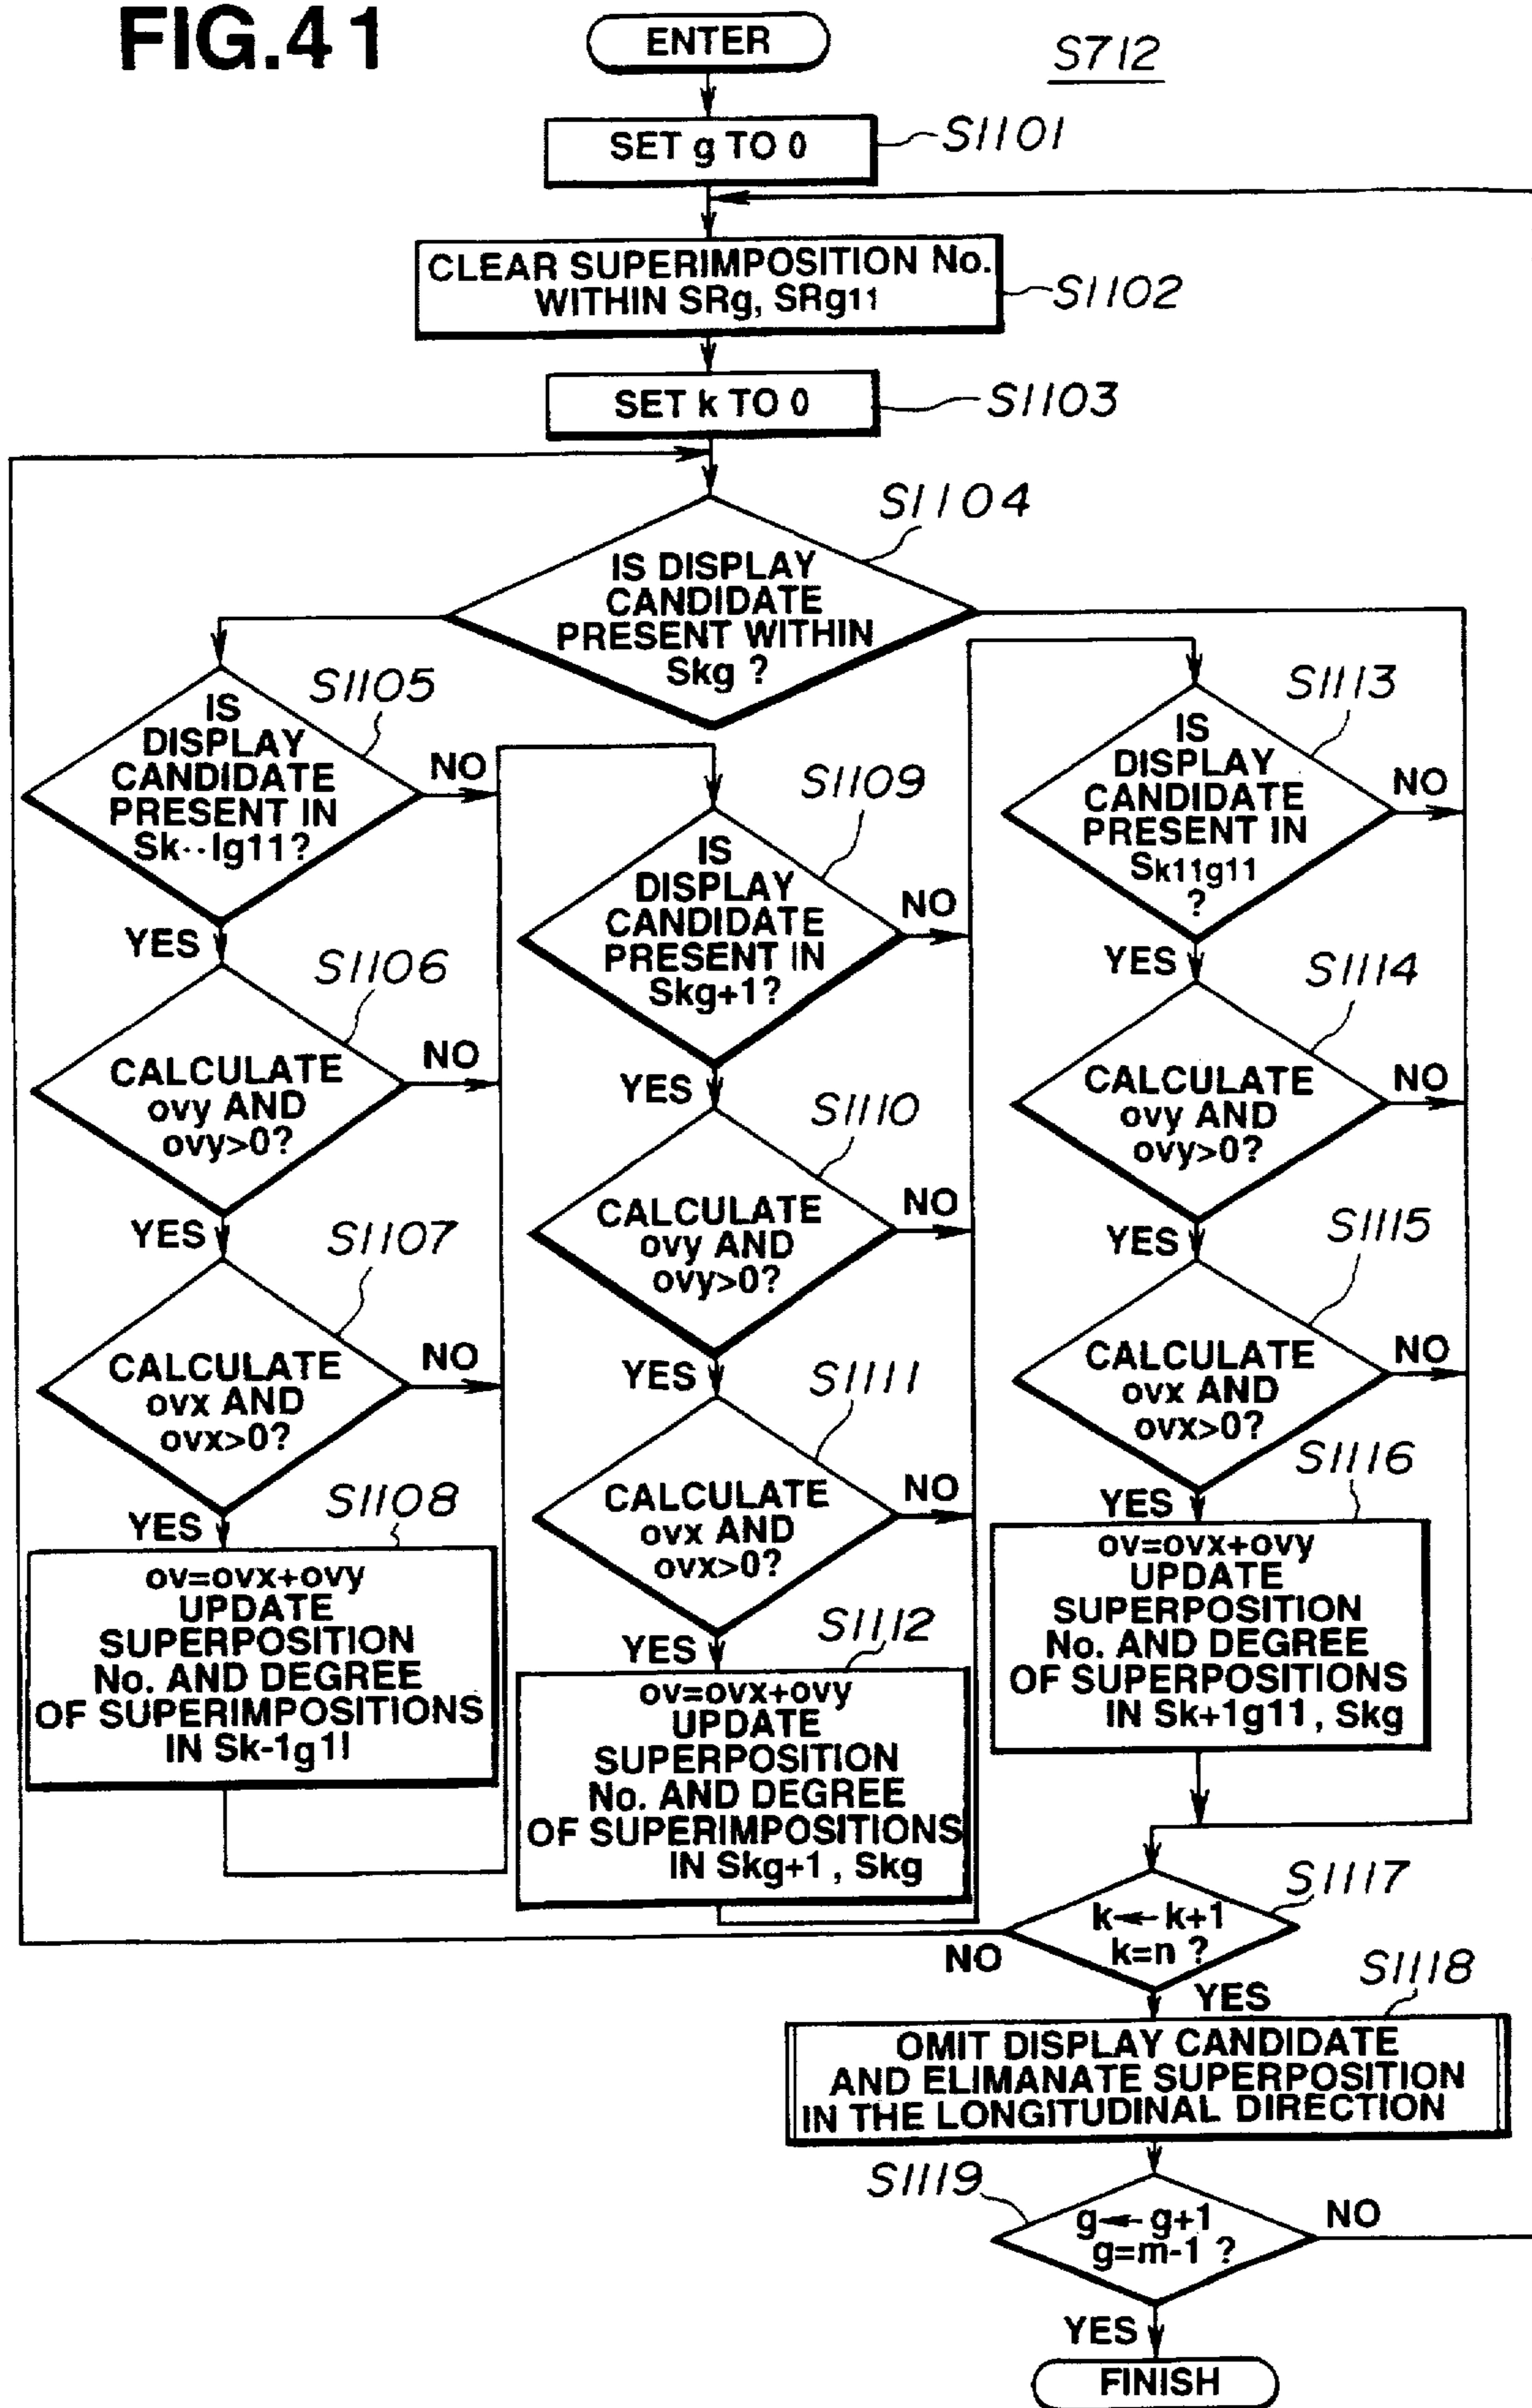 FIG.41
ENTER
S712
SET g TO 0
S1101
CLEAR SUPERIMPOSITION No.
WITHIN SRg, SRg11
S1102
SET k TO 0
S1103
S1104
IS DISPLAY
CANDIDATE
PRESENT WITHIN
Skg ?
S1105
IS
DISPLAY
CANDIDATE
PRESENT IN
Sk--Ig11?
NO
YES
S1106
CALCULATE
ovy AND
ovy>0?
NO
YES
S1107
CALCULATE
ovx AND
ovx>0?
NO
YES
S1108
ov=ovx+ovy
UPDATE
SUPERPOSITION
No. AND DEGREE
OF SUPERIMPOSITIONS
IN Sk-1g1I
S1109
IS
DISPLAY
CANDIDATE
PRESENT IN
Skg+1?
NO
YES
S1110
CALCULATE
ovy AND
ovy>0?
NO
YES
S1111
CALCULATE
ovx AND
ovx>0?
NO
YES
S1112
ov=ovx+ovy
UPDATE
SUPERPOSITION
No. AND DEGREE
OF SUPERIMPOSITIONS
IN Skg+1 , Skg
S1113
IS
DISPLAY
CANDIDATE
PRESENT IN
Sk11g11
?
NO
YES
S1114
CALCULATE
ovy AND
ovy>0?
NO
YES
S1115
CALCULATE
ovx AND
ovx>0?
NO
YES
S1116
ov=ovx+ovy
UPDATE
SUPERPOSITION
No. AND DEGREE
OF SUPERPOSITIONS
IN Sk+1g11 , Skg
S1117
k←k+1
k=n ?
NO
YES
S1118
OMIT DISPLAY CANDIDATE
AND ELIMANATE SUPERPOSITION
IN THE LONGITUDINAL DIRECTION
S1119
g←g+1
g=m-1 ?
NO
YES
FINISH